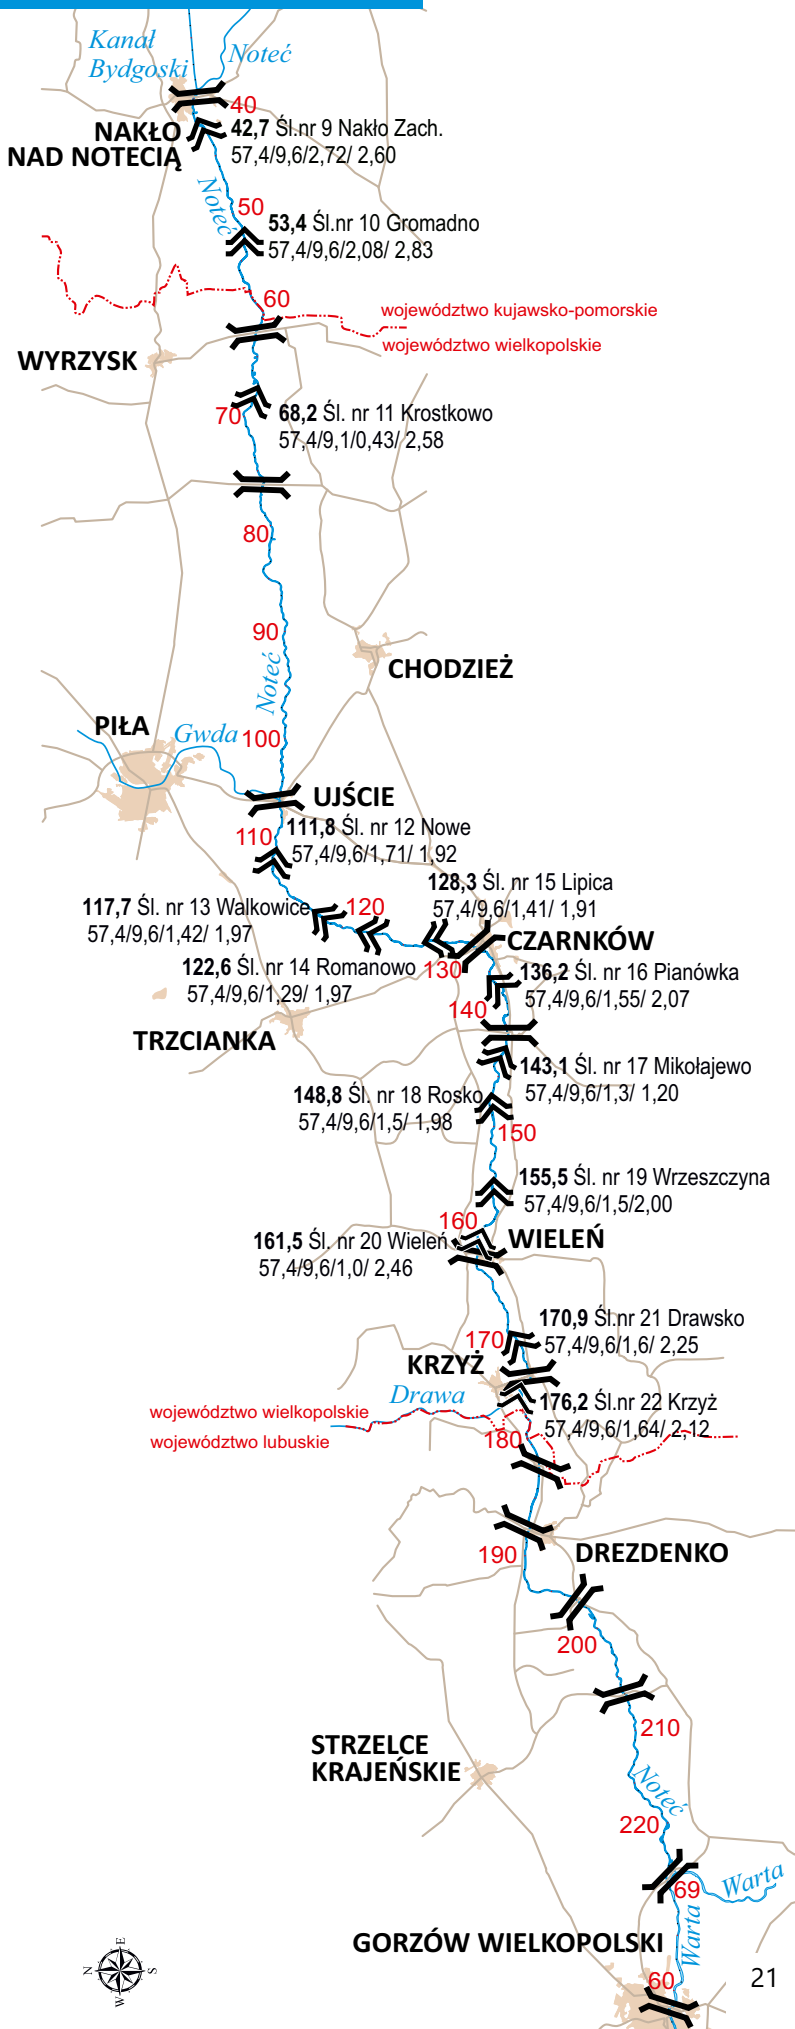 Kanał
Bydgoski
Noteć
40
NAKŁO
NAD NOTECIĄ
42,7 Śl.nr 9 Nakło Zach.
57,4/9,6/2,72/ 2,60
Noteć
50
53,4 Śl.nr 10 Gromadno
57,4/9,6/2,08/ 2,83
60
województwo kujawsko-pomorskie
województwo wielkopolskie
WYRZYSK
70
68,2 Śl. nr 11 Krostkowo
57,4/9,1/0,43/ 2,58
80
90
Noteć
CHODZIEŻ
PIŁA
Gwda
100
UJŚCIE
110
111,8 Śl. nr 12 Nowe
57,4/9,6/1,71/ 1,92
128,3 Śl. nr 15 Lipica
57,4/9,6/1,41/ 1,91
117,7 Śl. nr 13 Walkowice
57,4/9,6/1,42/ 1,97
120
CZARNKÓW
122,6 Śl. nr 14 Romanowo
57,4/9,6/1,29/ 1,97
130
136,2 Śl. nr 16 Pianówka
57,4/9,6/1,55/ 2,07
140
TRZCIANKA
143,1 Śl. nr 17 Mikołajewo
57,4/9,6/1,3/ 1,20
148,8 Śl. nr 18 Rosko
57,4/9,6/1,5/ 1,98
150
155,5 Śl. nr 19 Wrzeszczyna
57,4/9,6/1,5/2,00
160
161,5 Śl. nr 20 Wieleń
57,4/9,6/1,0/ 2,46
WIELEŃ
170
170,9 Śl.nr 21 Drawsko
57,4/9,6/1,6/ 2,25
KRZYŻ
Drawa
176,2 Śl.nr 22 Krzyż
57,4/9,6/1,64/ 2,12
województwo wielkopolskie
województwo lubuskie
180
190
DREZDENKO
200
210
STRZELCE
KRAJEŃSKIE
Noteć
220
69
Warta
Warta
GORZÓW WIELKOPOLSKI
60
N
E
S
W
21